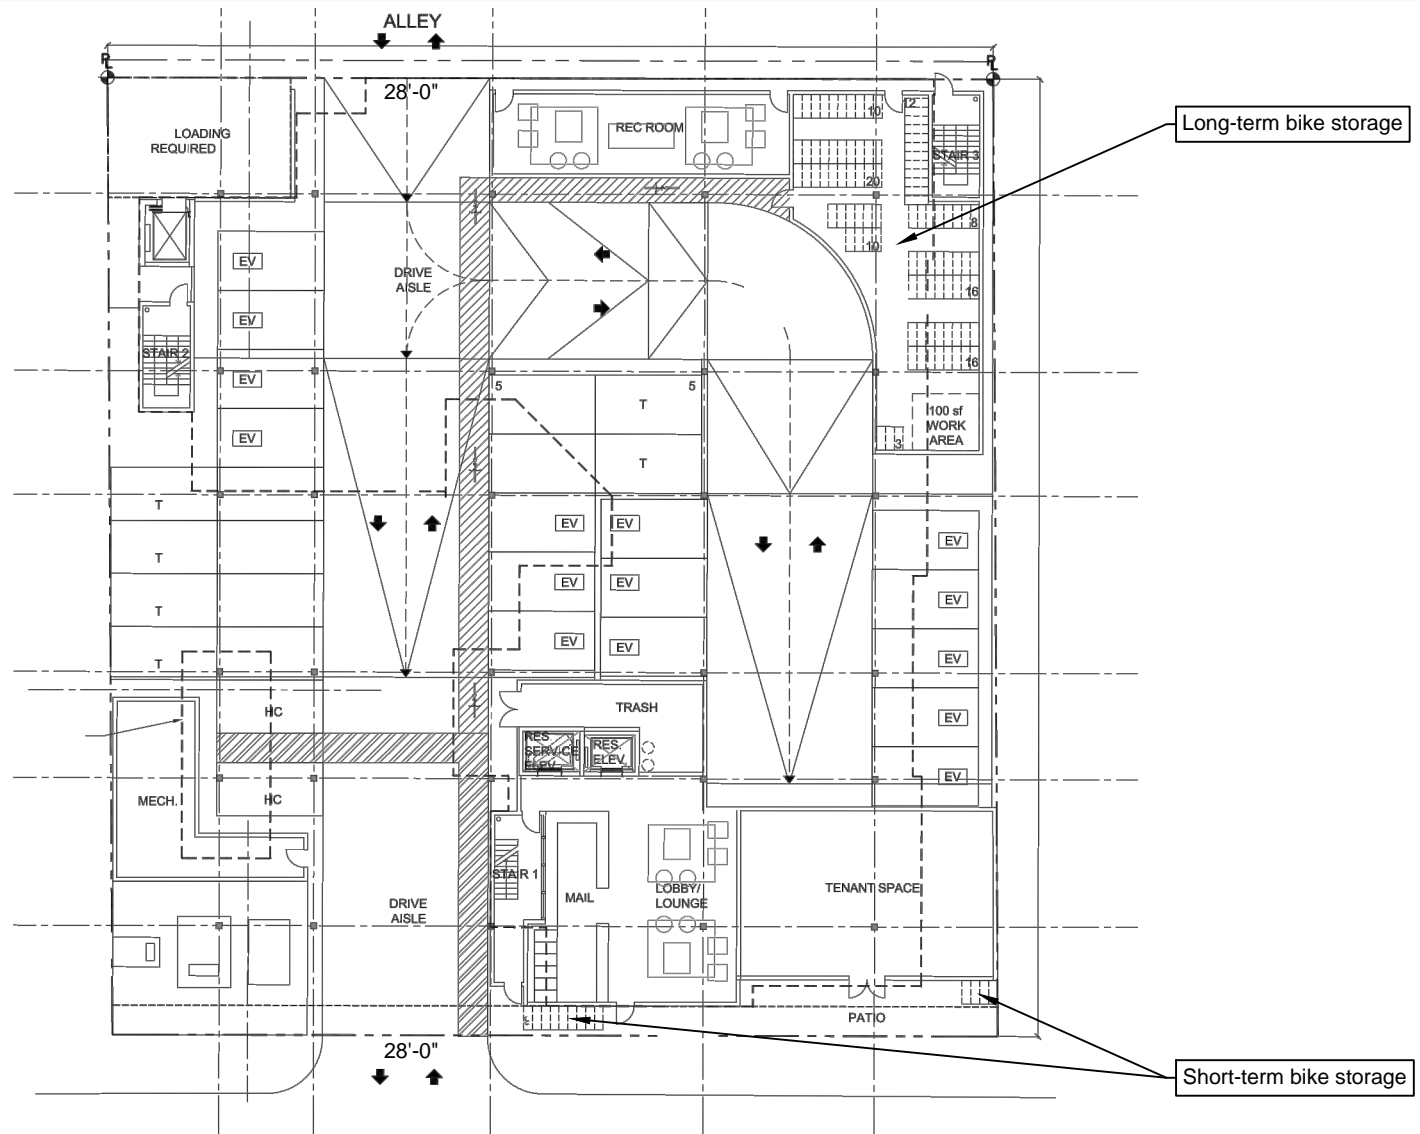 ALLEY
28'-0"
PL
PL
LOADING
REQUIRED
REC ROOM
10
12
20
STAIR 3
Long-term bike storage
8
10
16
16
EV
EV
EV
EV
DRIVE
AISLE
STAIR 2
5
5
T
T
100 sf
WORK
AREA
3
T
T
T
T
EV
EV
EV
EV
EV
EV
EV
EV
EV
EV
EV
HC
HC
MECH.
TRASH
RES.
SERVICE
ELEV.
RES.
ELEV.
STAIR 1
MAIL
LOBBY/
LOUNGE
TENANT SPACE
DRIVE
AISLE
PATIO
28'-0"
Short-term bike storage